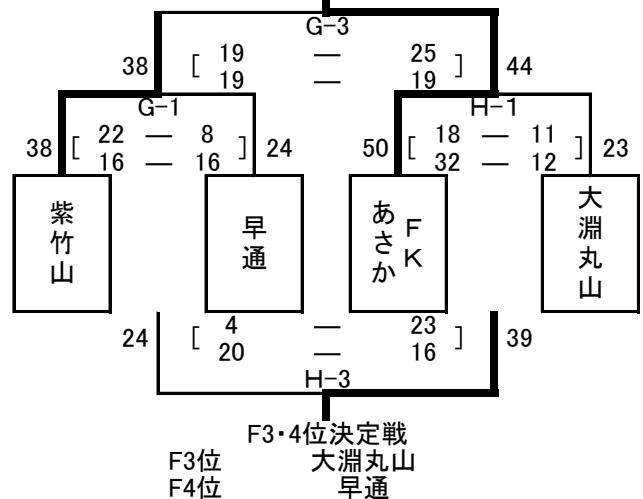 G-3
38 [ 19 — 25 ] 44
19 — 19
G-1 H-1
38 [ 22 — 8 ] 24 50 [ 18 — 11 ] 23
16 — 16 32 — 12
紫竹山
早通
FK
あさか
大淵丸山
24 [ 4 — 23 ] 39
20 — 16
H-3
F3・4位決定戦
F3位 大淵丸山
F4位 早通